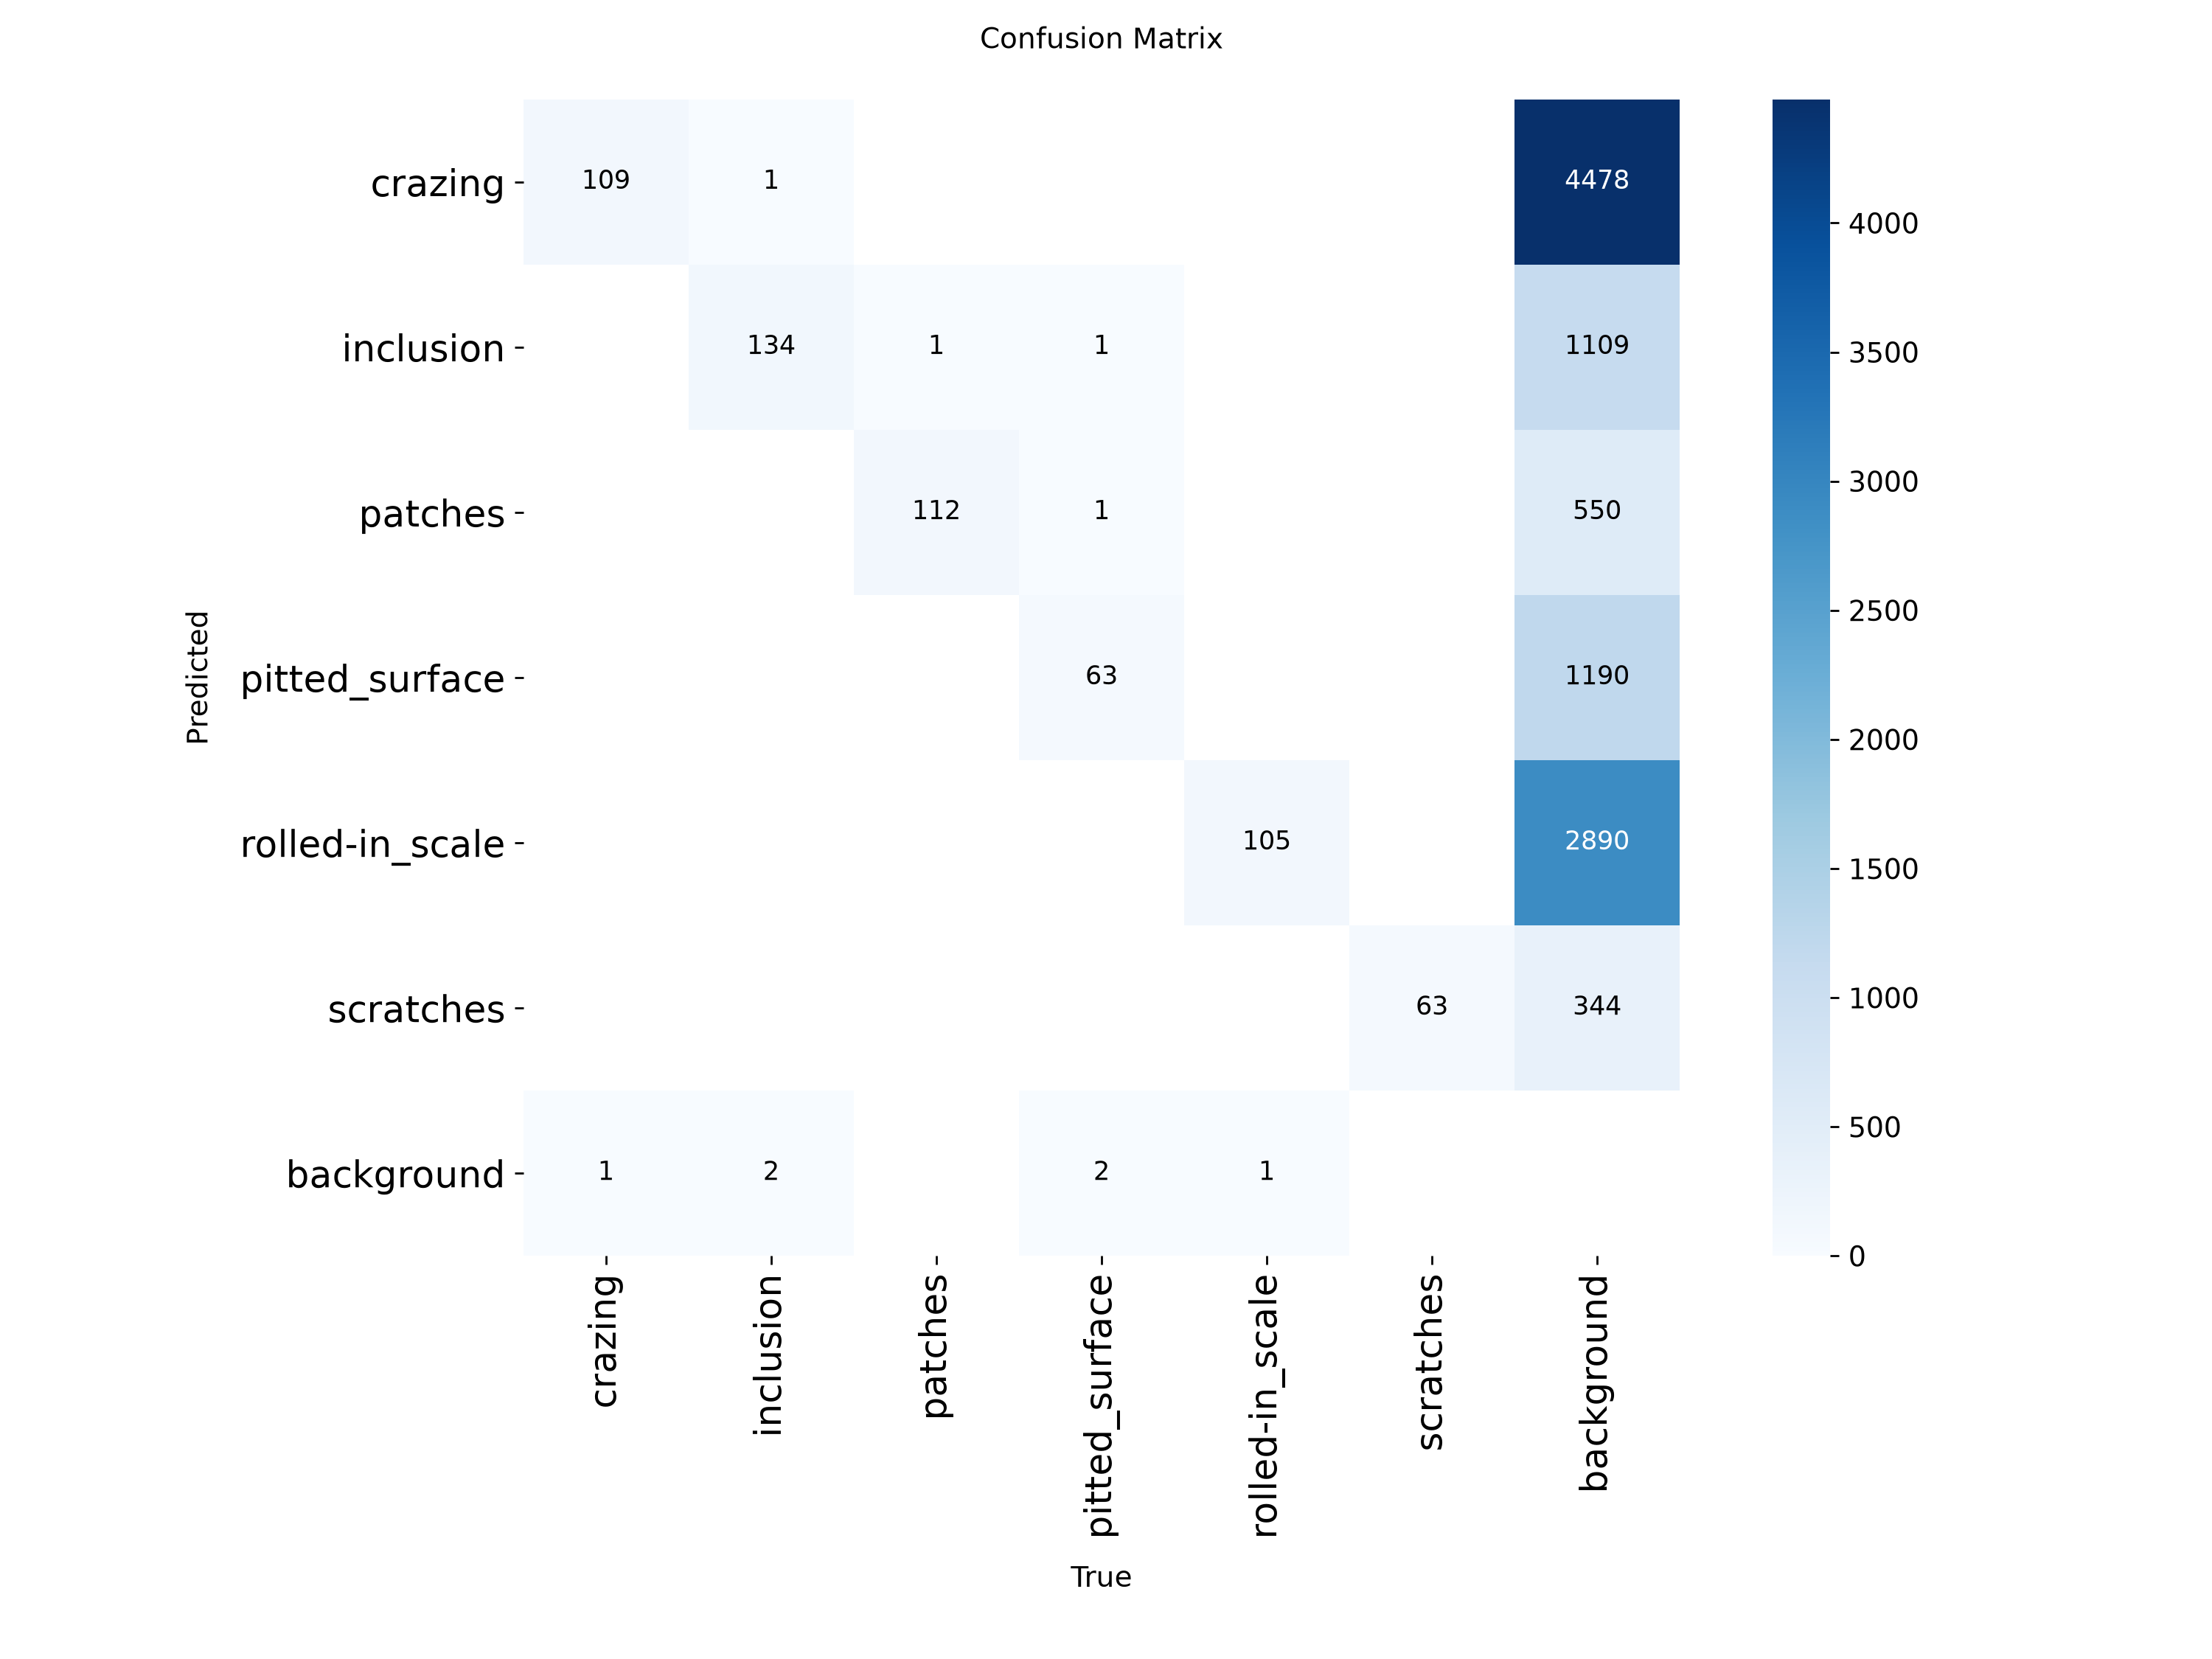 Confusion Matrix
crazing
109 1 4478
4000
inclusion
134 1 1 1109
3500
patches
112 1 550
3000
2500
Predicted
pitted_surface
63 1190
2000
rolled-in_scale
105 2890
1500
scratches
63 344
1000
500
background
1 2 2 1
0
crazing
inclusion
patches
pitted_surface
rolled-in_scale
scratches
background
True